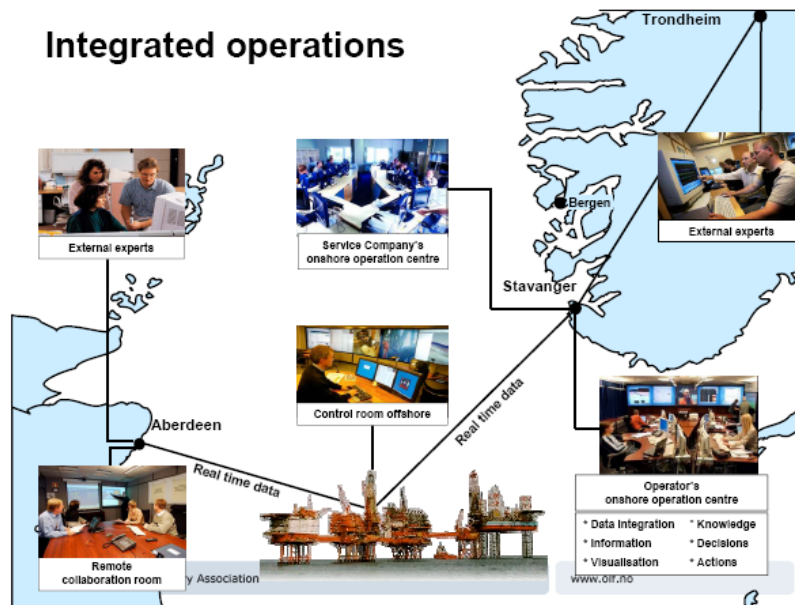 Integrated operations
Trondheim
Bergen
External experts
External experts
Service Company's
onshore operation centre
Stavanger
Control room offshore
Aberdeen
Real time data
Real time data
Operator's
onshore operation centre
* Data Integration * Knowledge
* Information * Decisions
* Visualisation * Actions
Remote
collaboration room
Association
www.olf.no